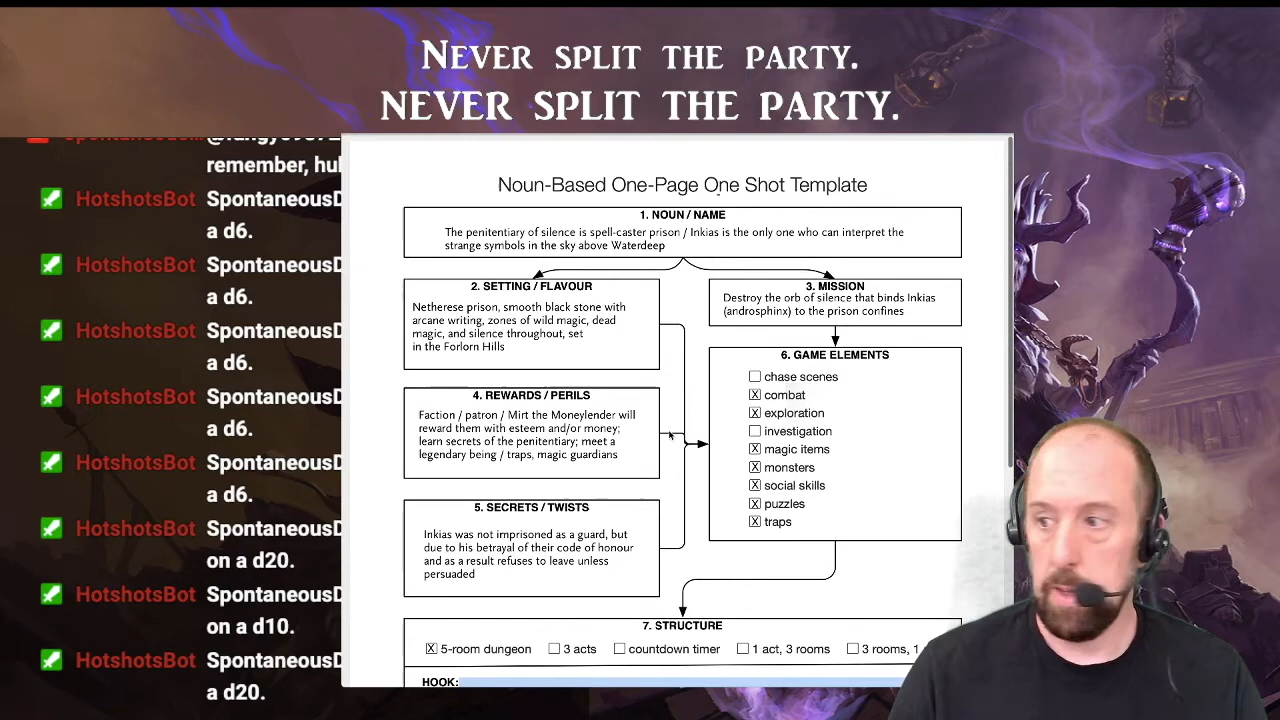 NEVER SPLIT THE PARTY.
NEVER SPLIT THE PARTY.
remember,
HotshotsBot SpontaneousD
a d6.
HotshotsBot SpontaneousD
a d6.
HotshotsBot SpontaneousD
a d6.
HotshotsBot SpontaneousD
a d6.
HotshotsBot SpontaneousD
a d6.
HotshotsBot SpontaneousD
on a d20.
HotshotsBot SpontaneousD
on a d10.
HotshotsBot SpontaneousD
a d20.
Noun-Based One-Page One Shot Template
1. NOUN / NAME
The penitentiary of silence is spell-caster prison / Inkias is the only one who can interpret the
strange symbols in the sky above Waterdeep
2. SETTING / FLAVOUR
Netherese prison, smooth black stone with
arcane writing, zones of wild magic, dead
magic, and silence throughout, set
in the Forlorn Hills
3. MISSION
Destroy the orb of silence that binds Inkias
(androsphinx) to the prison confines
4. REWARDS / PERILS
Faction / patron / Mirt the Moneylender will
reward them with esteem and/or money;
learn secrets of the penitentiary; meet a
legendary being / traps, magic guardians
5. SECRETS / TWISTS
Inkias was not imprisoned as a guard, but
due to his betrayal of their code of honour
and as a result refuses to leave unless
persuaded
6. GAME ELEMENTS
chase scenes
X combat
X exploration
investigation
X magic items
X monsters
X social skills
X puzzles
X traps
7. STRUCTURE
X 5-room dungeon 3 acts countdown timer 1 act, 3 rooms 3 rooms, 1
HOOK: